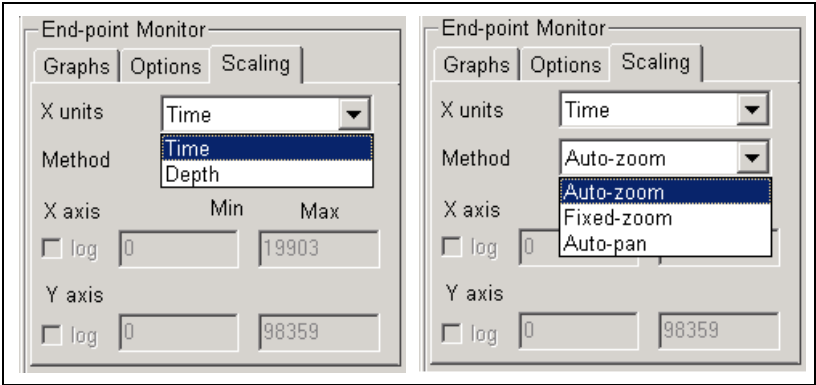 End-point Monitor
Graphs Options Scaling
X units Time
Time
Method
Depth
X axis Min Max
log 0 19903
Y axis
log 0 98359
End-point Monitor
Graphs Options Scaling
X units Time
Method Auto-zoom
Auto-zoom
X axis
Fixed-zoom
log 0
Auto-pan
Y axis
log 0 98359